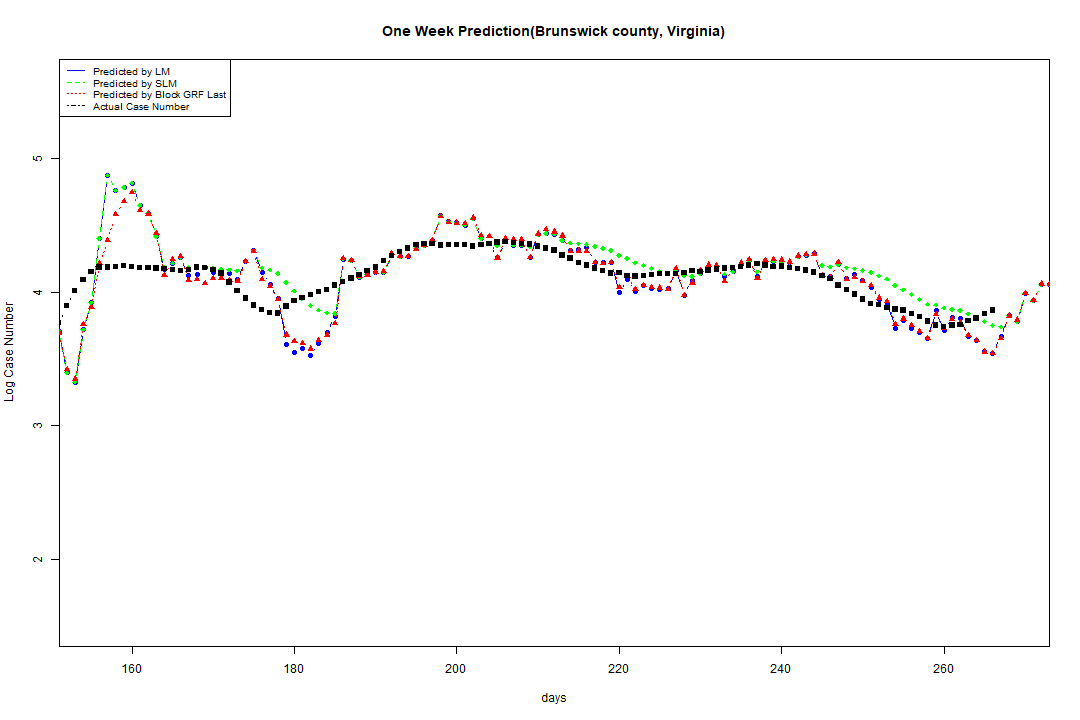 One Week Prediction(Brunswick county, Virginia)
Predicted by LM
Predicted by SLM
Predicted by Block GRF Last
Actual Case Number
5
4
3
2
Log Case Number
160 180 200 220 240 260
days